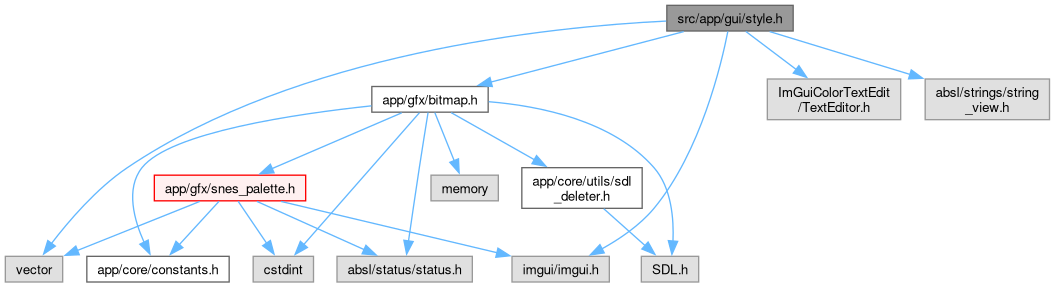 src/app/gui/style.h
app/gfx/bitmap.h
ImGuiColorTextEdit
/TextEditor.h
absl/strings/string
_view.h
app/gfx/snes_palette.h
memory
app/core/utils/sdl
_deleter.h
vector
app/core/constants.h
cstdint
absl/status/status.h
imgui/imgui.h
SDL.h